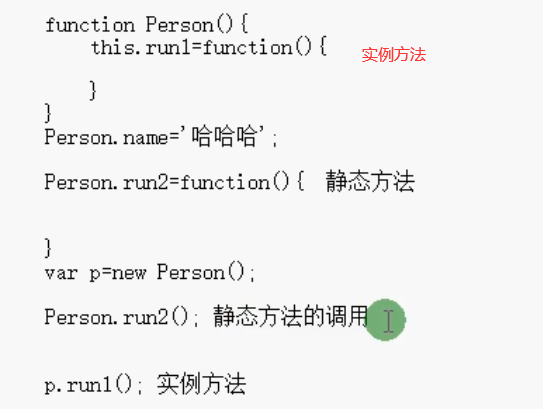 function Person(){
this.run1=function(){ 实例方法
}
}
Person.name='哈哈哈';
Person.run2=function(){ 静态方法
}
var p=new Person();
Person.run2(); 静态方法的调用
p.run1(); 实例方法